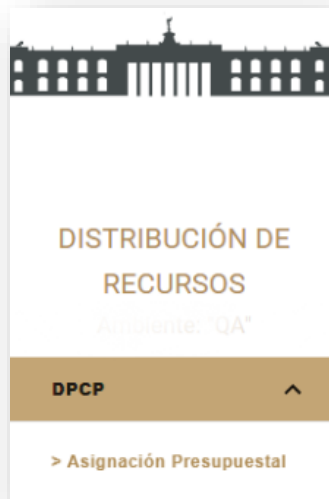 DISTRIBUCIÓN DE
RECURSOS
Ambiente: "QA"
DPCP
> Asignación Presupuestal